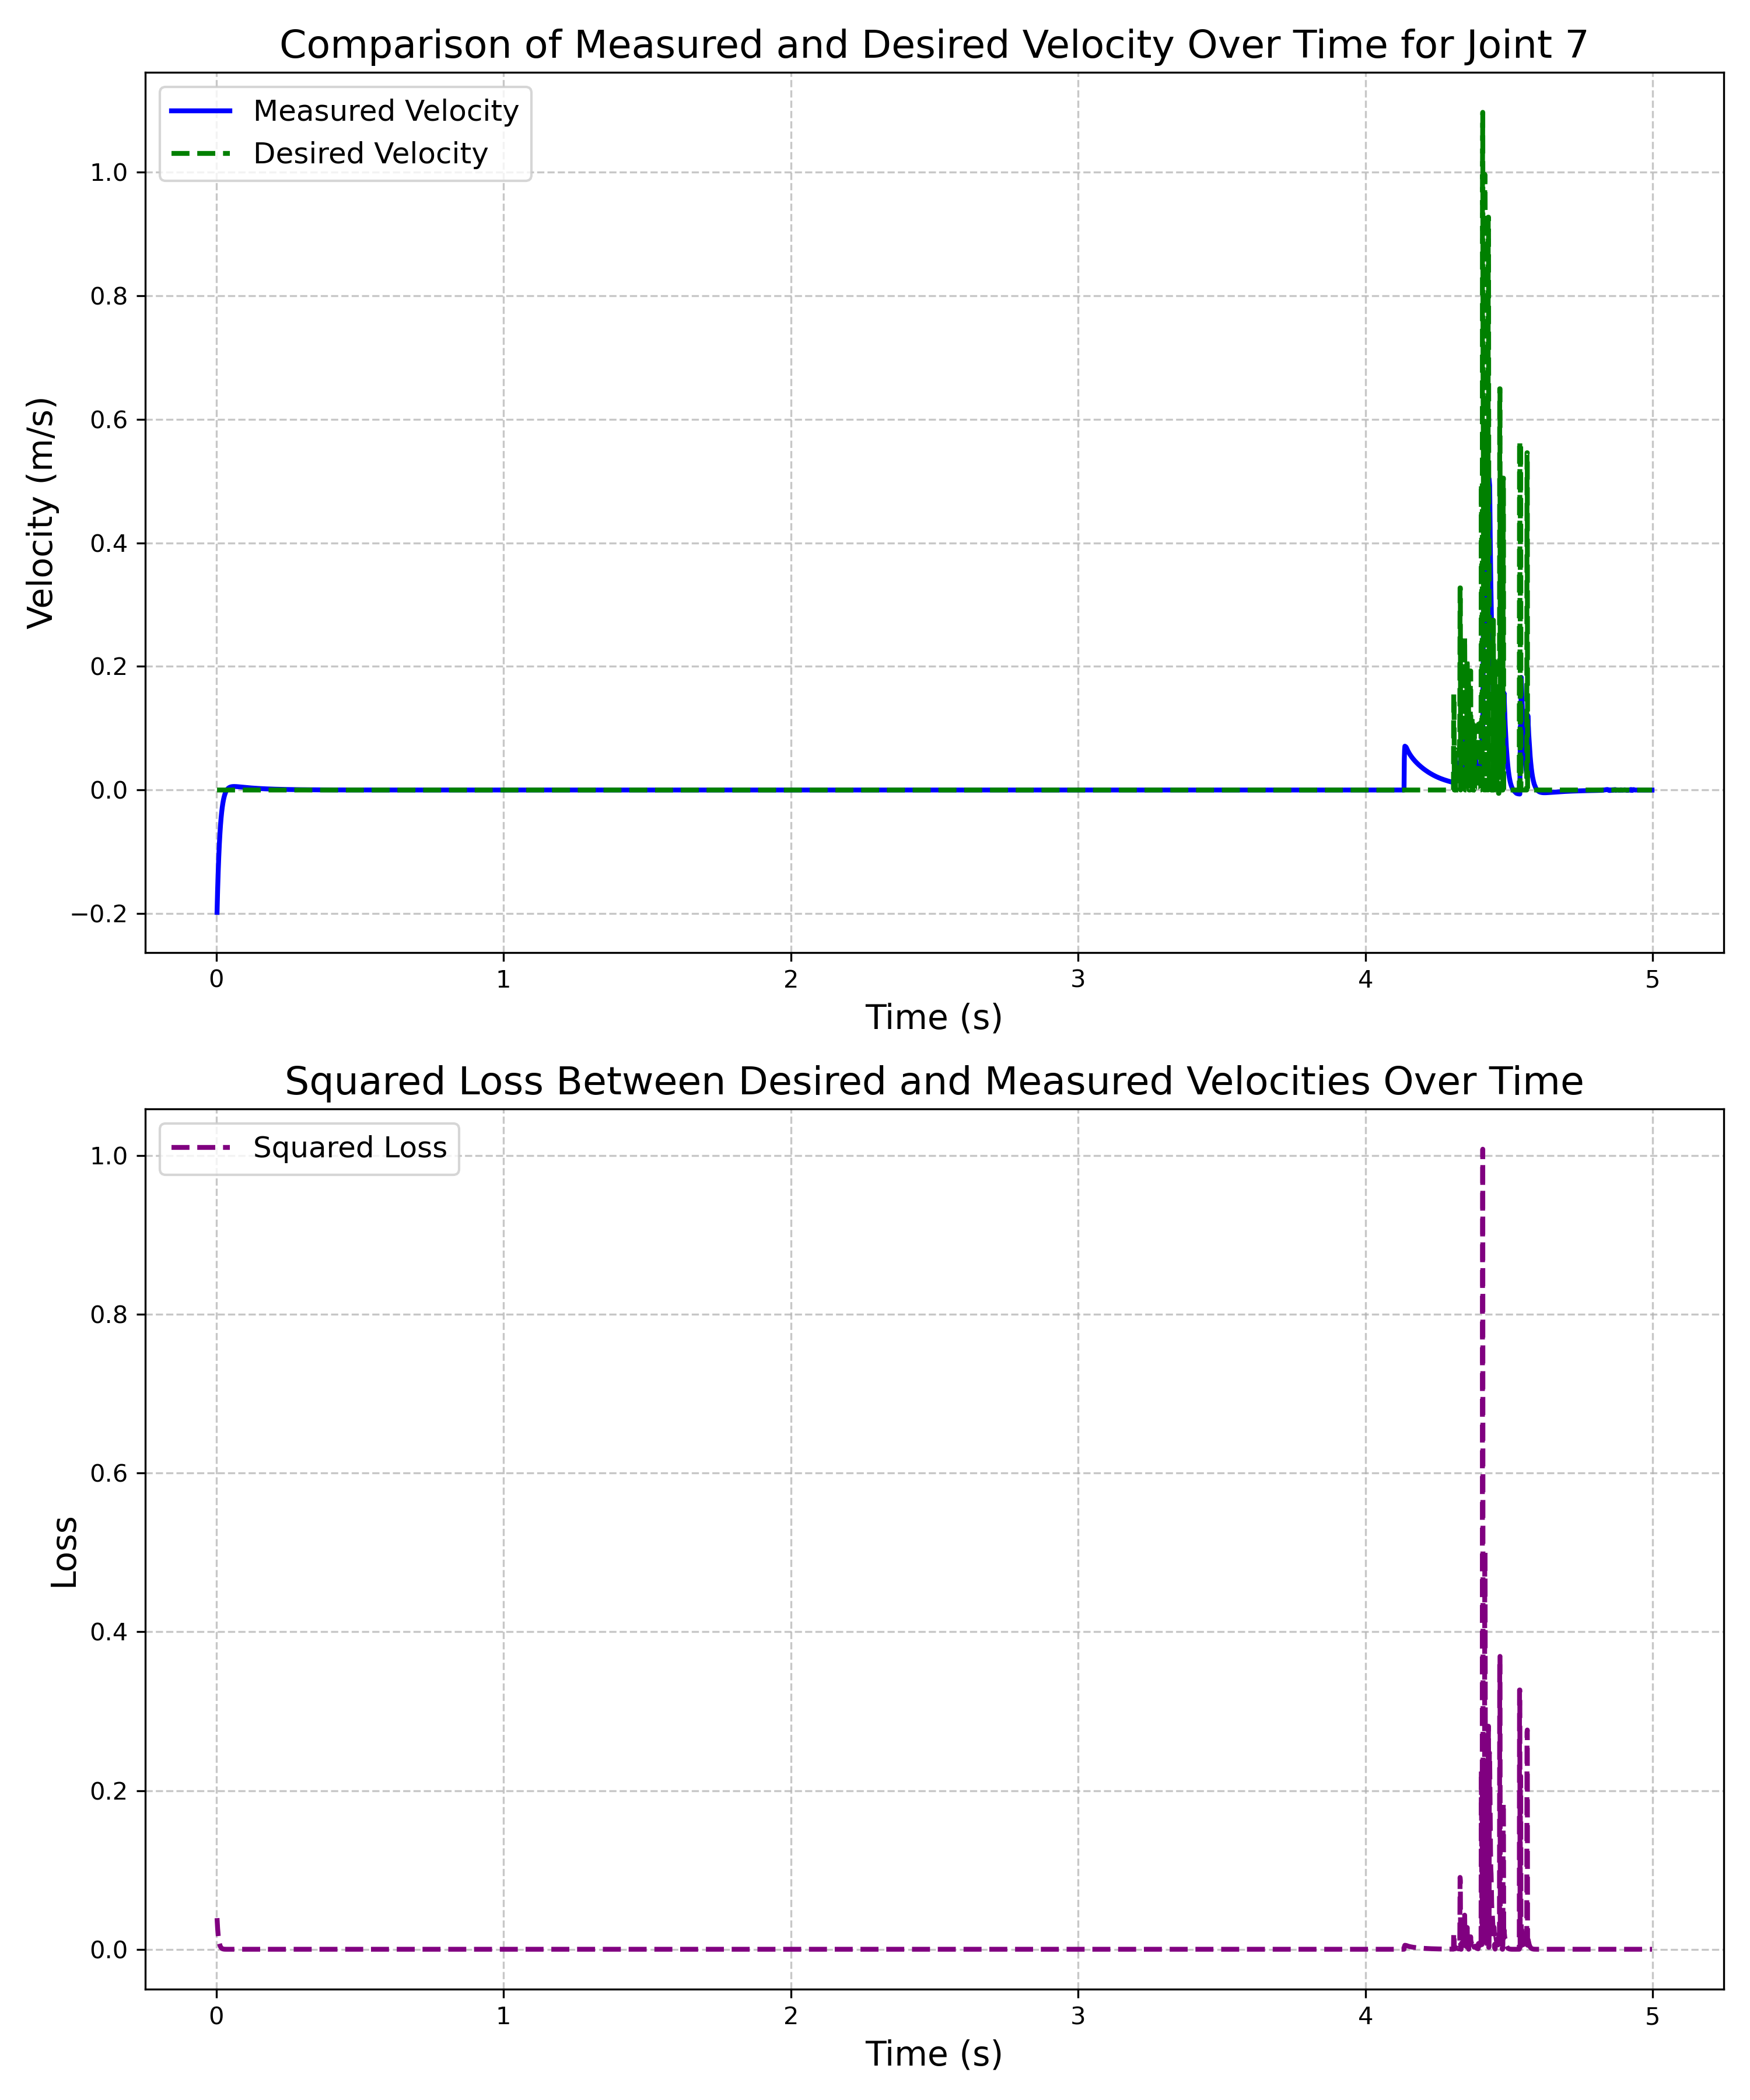 Comparison of Measured and Desired Velocity Over Time for Joint 7
Measured Velocity
Desired Velocity
Velocity (m/s)
1.0
0.8
0.6
0.4
0.2
0.0
−0.2
0 1 2 3 4 5
Time (s)
Squared Loss Between Desired and Measured Velocities Over Time
Squared Loss
Loss
1.0
0.8
0.6
0.4
0.2
0.0
0 1 2 3 4 5
Time (s)